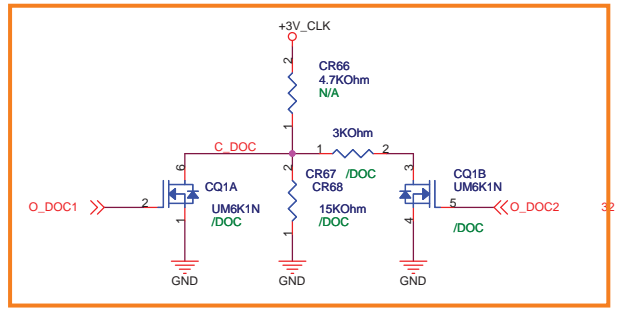 +3V_CLK
2
CR66
4.7KOhm
N/A
1
3KOhm
C_DOC
1
2
6
2
CR67
/DOC
3
CQ1A
CR68
CQ1B
UM6K1N
O_DOC1
2
UM6K1N
15KOhm
5
O_DOC2
32
1
/DOC
/DOC
4
/DOC
1
GND
GND
GND